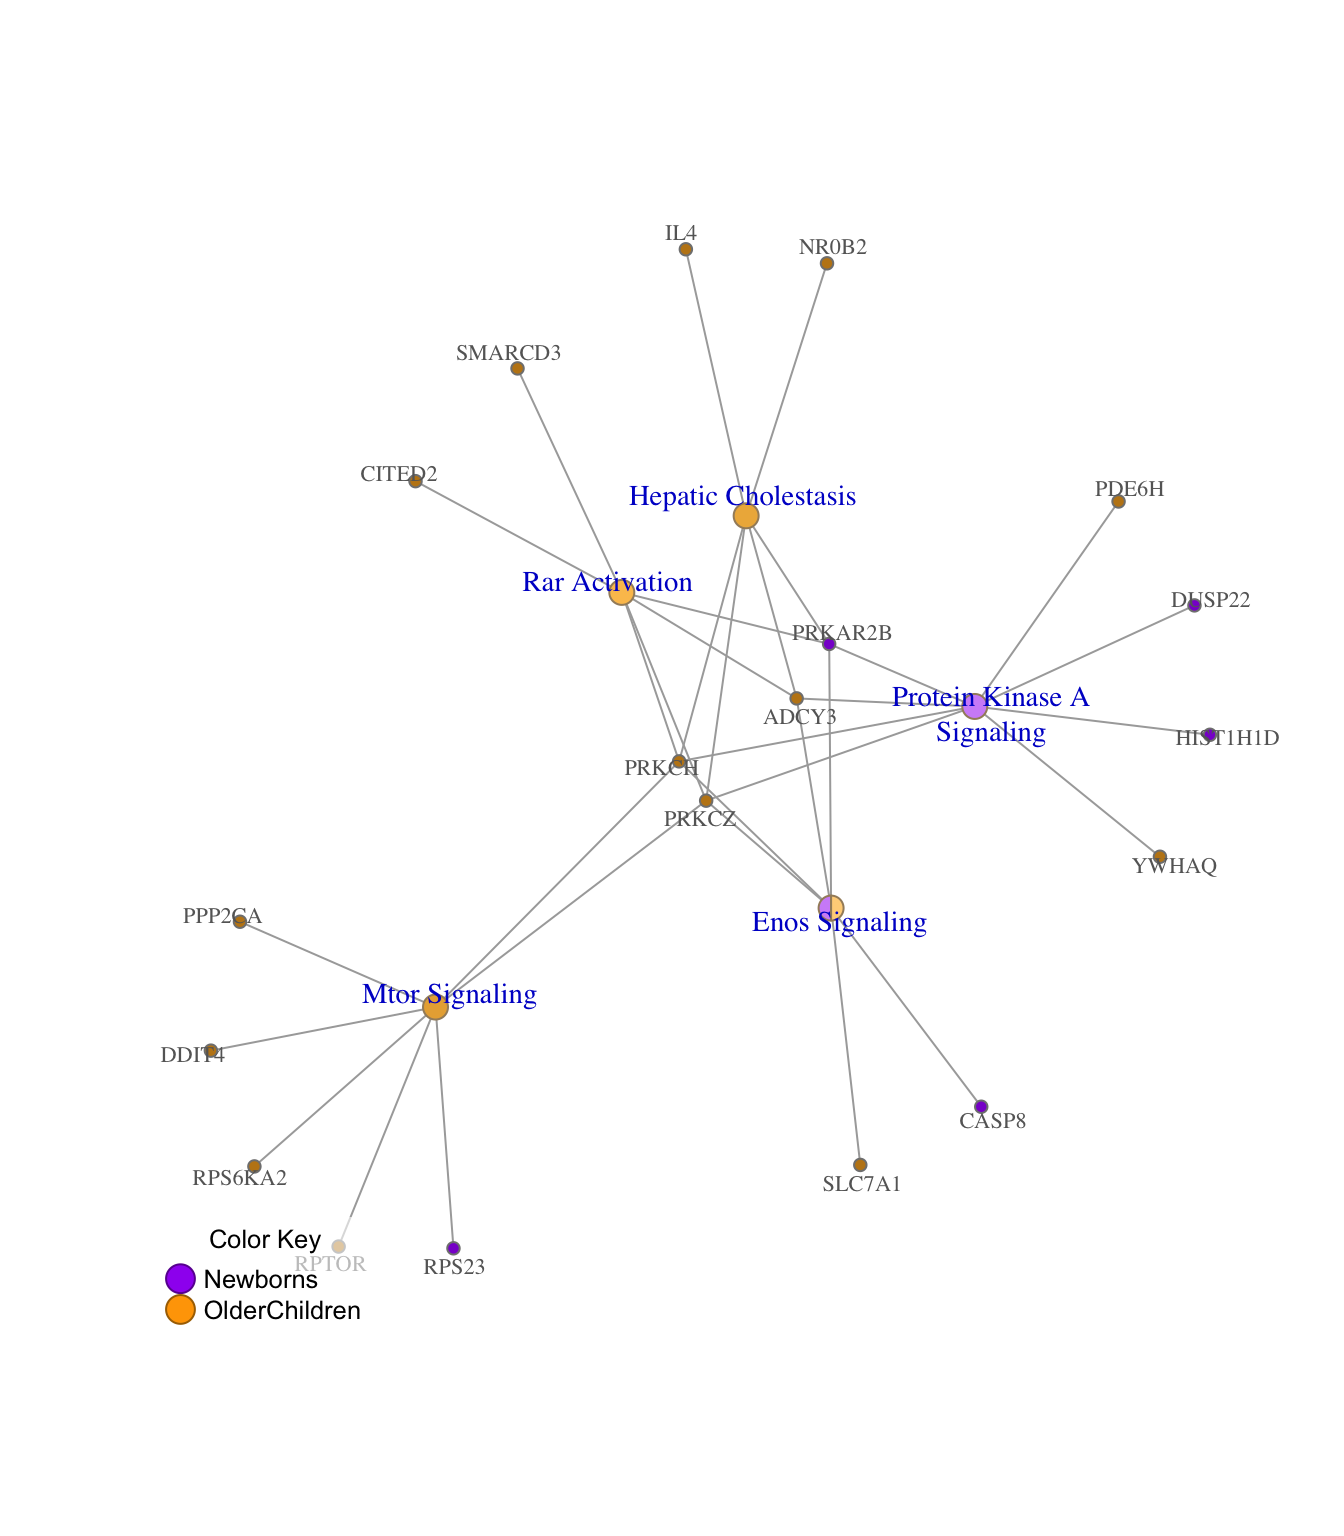 IL4
NR0B2
SMARCD3
CITED2
Hepatic Cholestasis
PDE6H
Rar Activation
DUSP22
PRKAR2B
Protein Kinase A
Signaling
ADCY3
HIST1H1D
PRKCH
PRKCZ
YWHAQ
PPP2CA
Enos Signaling
Mtor Signaling
DDIT4
CASP8
RPS6KA2
SLC7A1
Color Key
RPTOR
RPS23
Newborns
OlderChildren